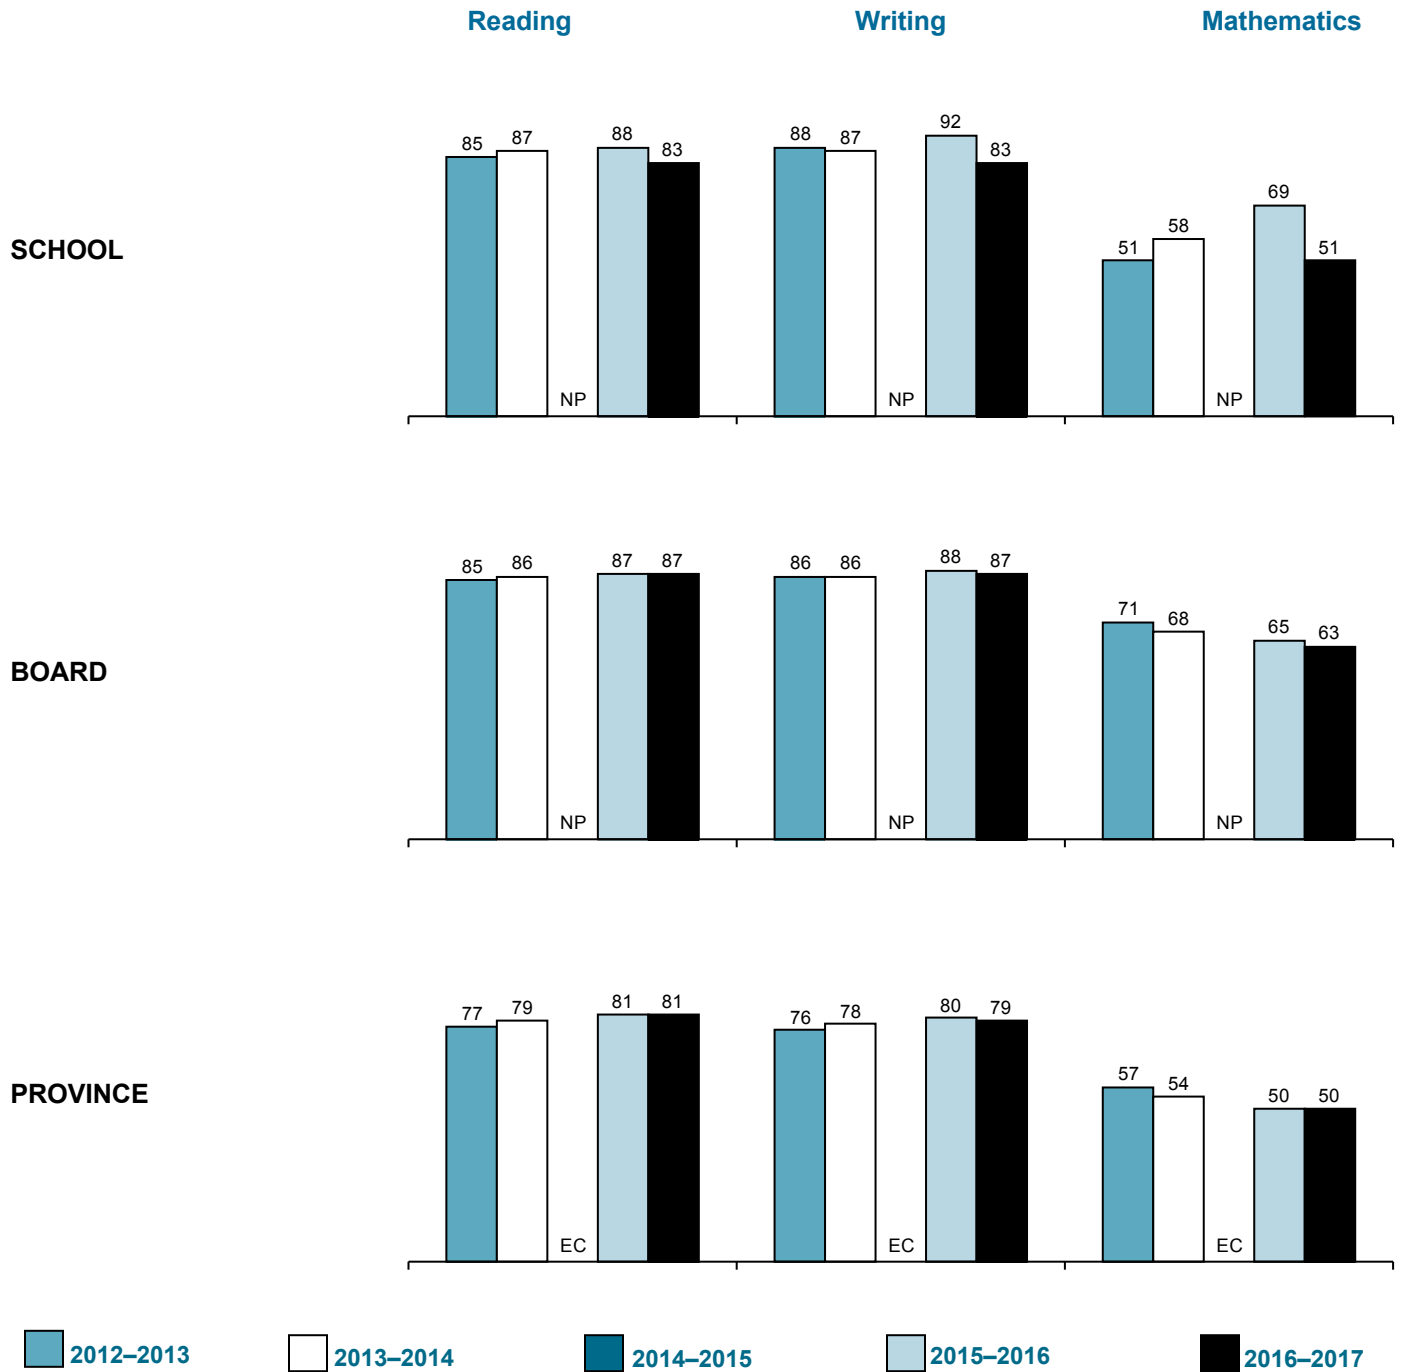 Reading Writing Mathematics
SCHOOL
85 87 NP 88 83
88 87 NP 92 83
51 58 NP 69 51
BOARD
85 86 NP 87 87
86 86 NP 88 87
71 68 NP 65 63
PROVINCE
77 79 EC 81 81
76 78 EC 80 79
57 54 EC 50 50
2012–2013 2013–2014 2014–2015 2015–2016 2016–2017